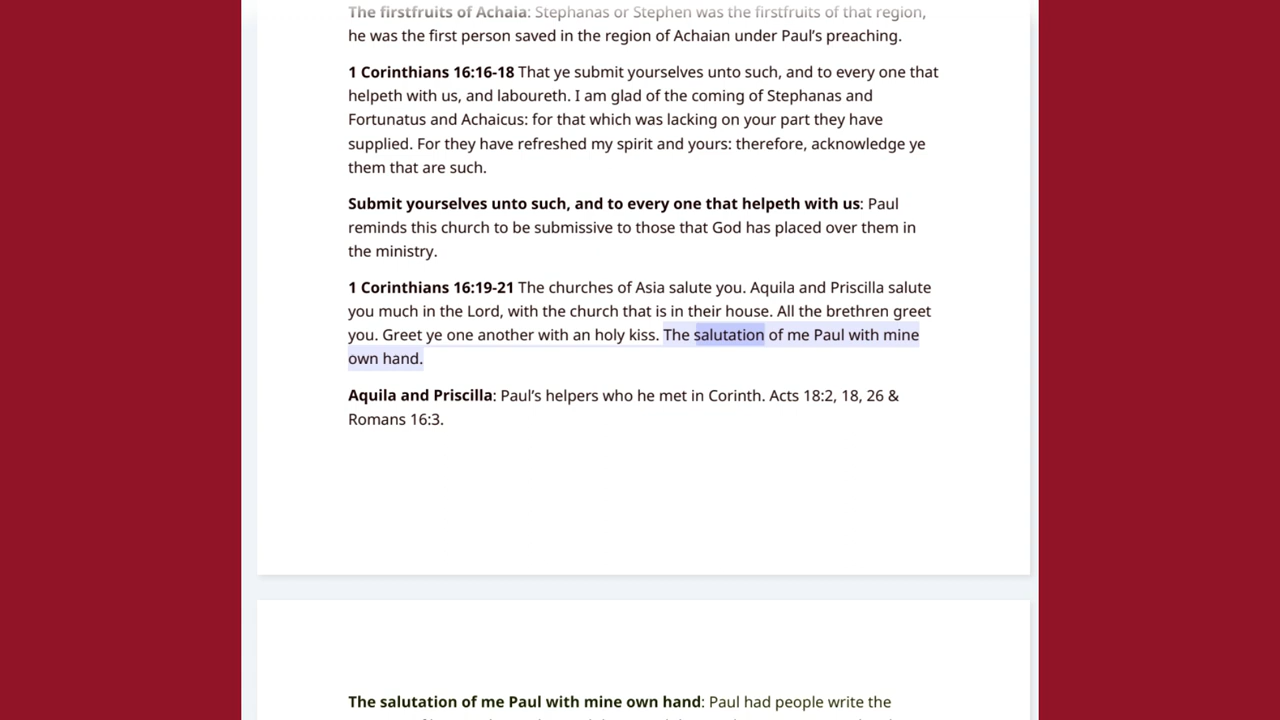 The firstfruits of Achaia: Stephanas or Stephen was the firstfruits of that region,
he was the first person saved in the region of Achaian under Paul’s preaching.
1 Corinthians 16:16-18 That ye submit yourselves unto such, and to every one that
helpeth with us, and laboureth. I am glad of the coming of Stephanas and
Fortunatus and Achaicus: for that which was lacking on your part they have
supplied. For they have refreshed my spirit and yours: therefore, acknowledge ye
them that are such.
Submit yourselves unto such, and to every one that helpeth with us: Paul
reminds this church to be submissive to those that God has placed over them in
the ministry.
1 Corinthians 16:19-21 The churches of Asia salute you. Aquila and Priscilla salute
you much in the Lord, with the church that is in their house. All the brethren greet
you. Greet ye one another with an holy kiss. The salutation of me Paul with mine
own hand.
Aquila and Priscilla: Paul’s helpers who he met in Corinth. Acts 18:2, 18, 26 &
Romans 16:3.
The salutation of me Paul with mine own hand: Paul had people write the